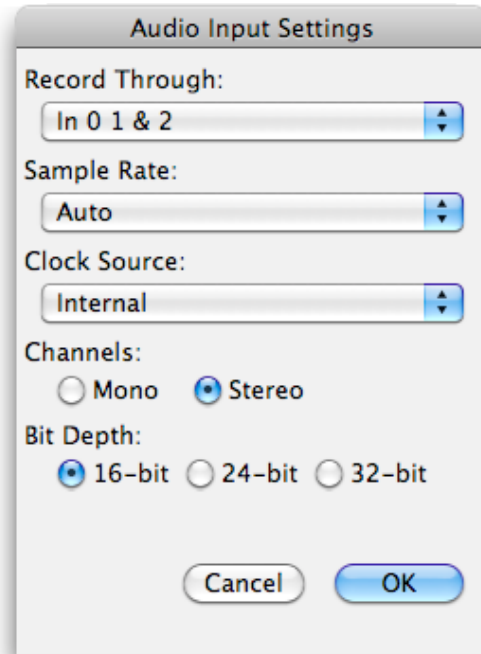 Audio Input Settings
Record Through:
In 0 1 & 2
Sample Rate:
Auto
Clock Source:
Internal
Channels:
Mono Stereo
Bit Depth:
16-bit 24-bit 32-bit
Cancel OK